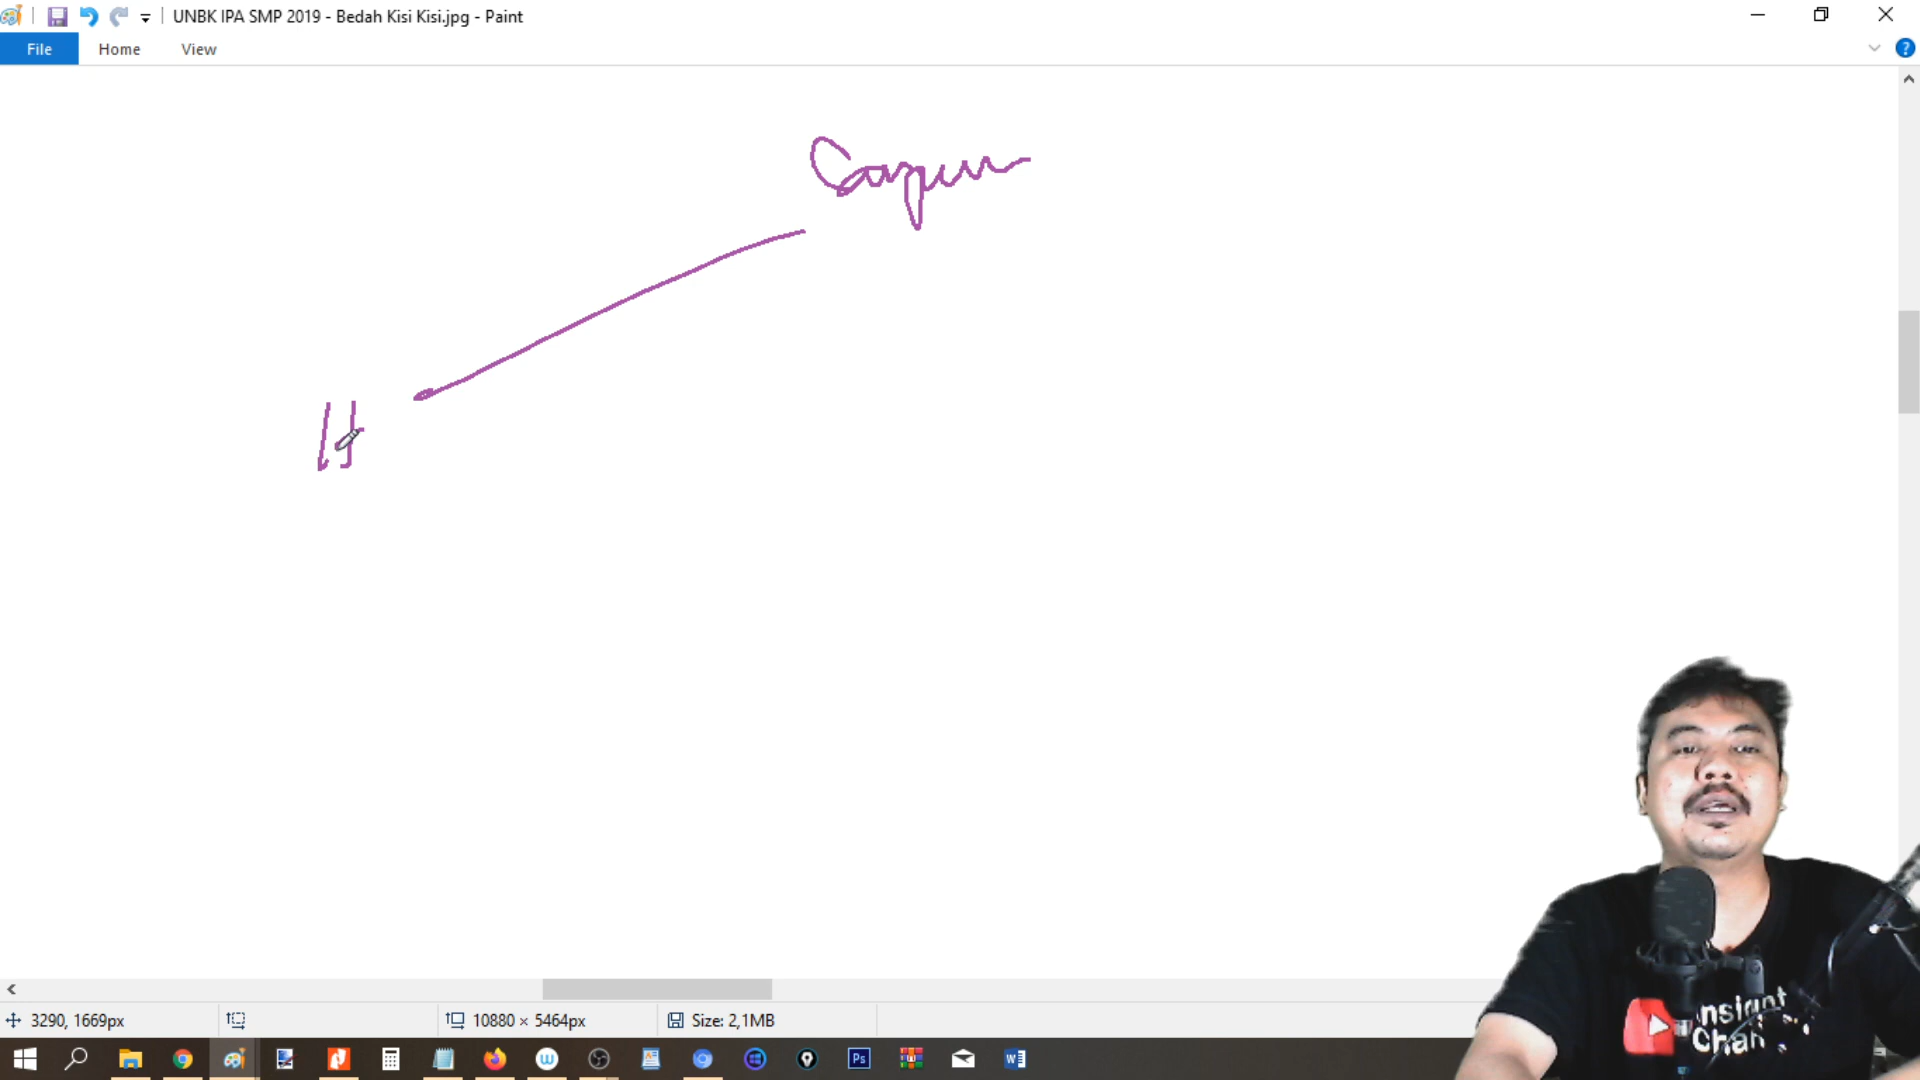 UNBK IPA SMP 2019 - Bedah Kisi Kisi.jpg - Paint
File Home View
?
3290, 1669px
10880 × 5464px
Size: 2,1MB
Ps